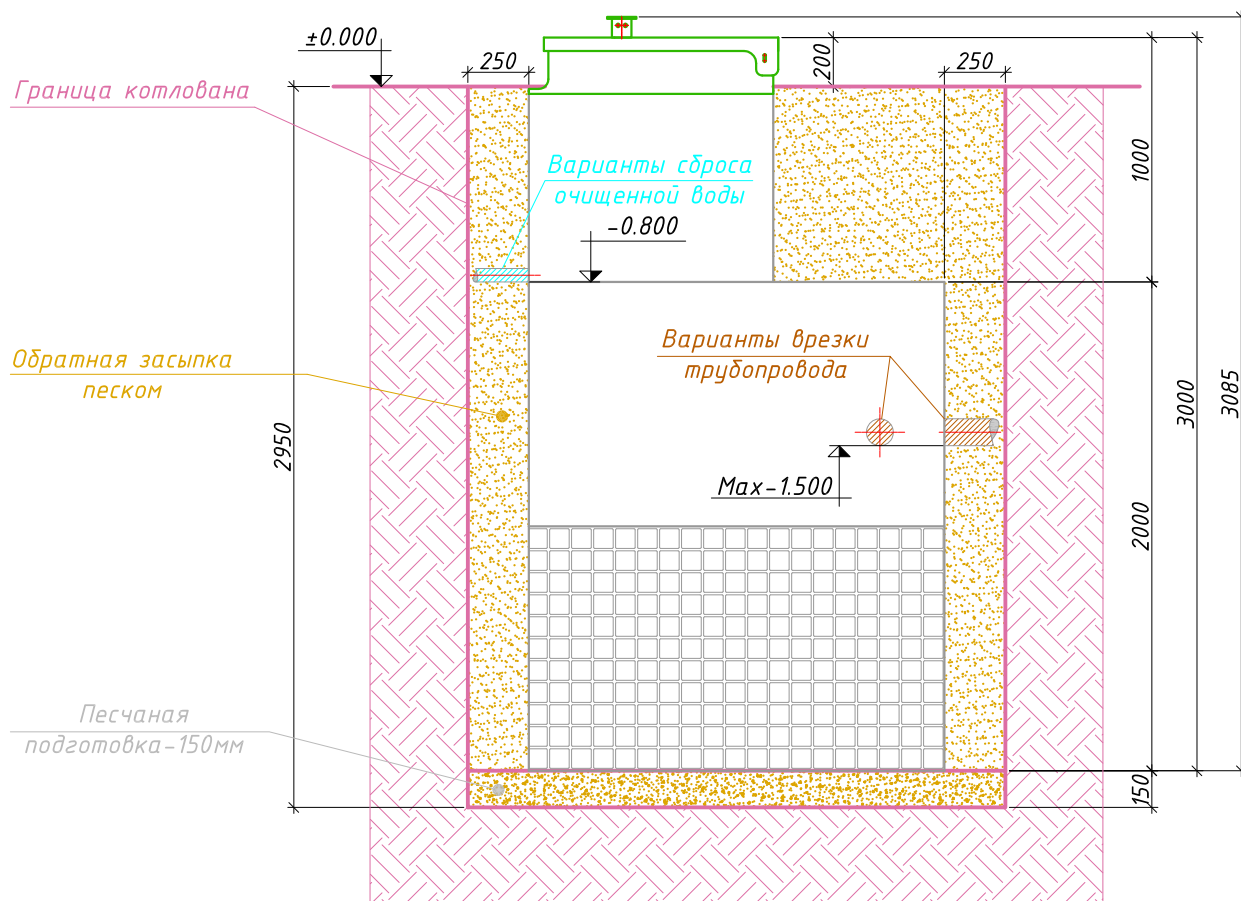 ±0.000
250
200
250
Граница котлована
1000
Варианты сброса
очищенной воды
-0.800
Варианты врезки
трубопровода
Обратная засыпка
песком
3000
3085
2950
Max-1.500
2000
Песчаная
подготовка-150мм
150